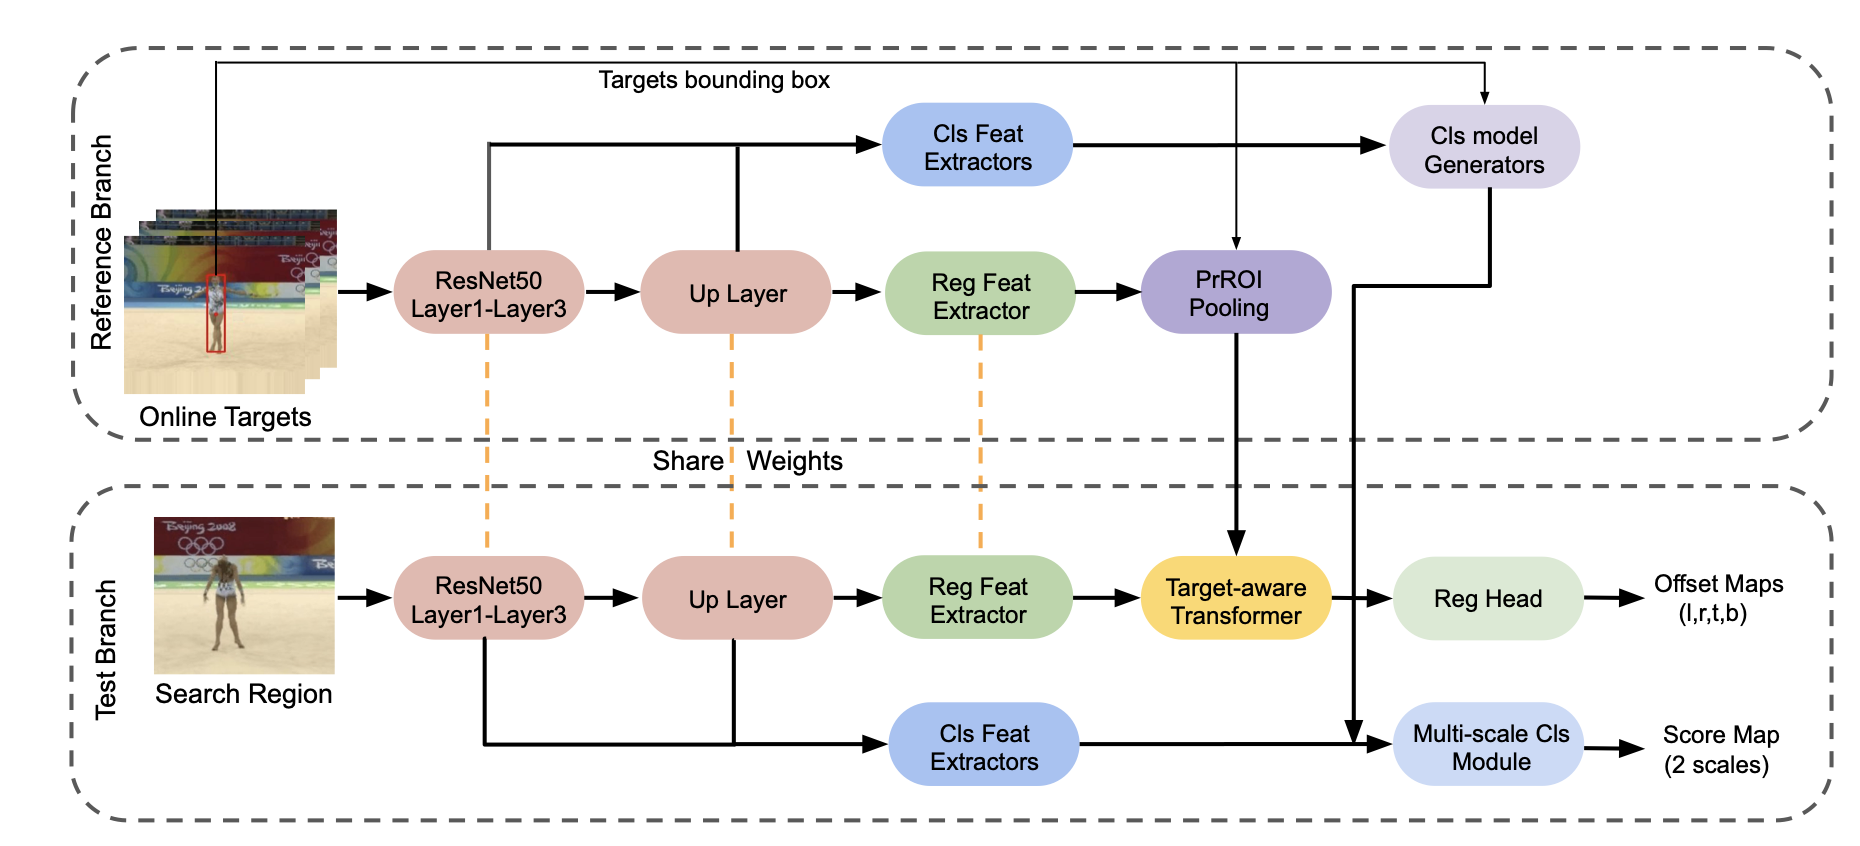 Targets bounding box
Reference Branch
Cls Feat
Extractors
Cls model
Generators
ResNet50
Layer1-Layer3
Up Layer
Reg Feat
Extractor
PrROI
Pooling
Online Targets
Share Weights
Test Branch
Beijing 2008
Search Region
ResNet50
Layer1-Layer3
Up Layer
Reg Feat
Extractor
Target-aware
Transformer
Reg Head
Offset Maps
(l,r,t,b)
Cls Feat
Extractors
Multi-scale Cls
Module
Score Map
(2 scales)